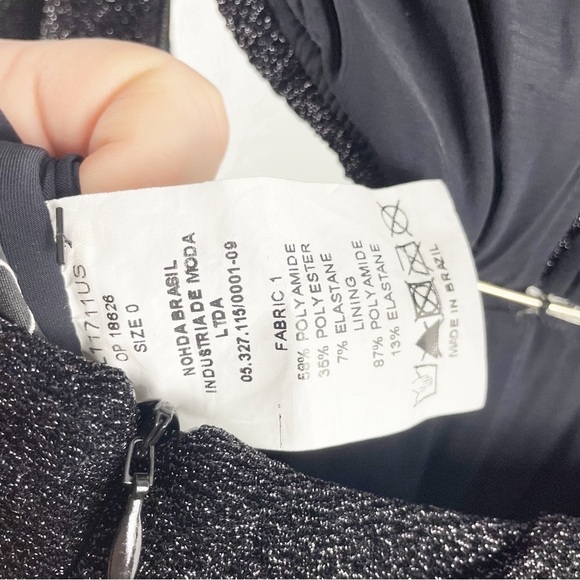 11711US
OP 18626
SIZE 0
NOHDA BRASIL
INDUSTRIA DE MODA
LTDA
05.327.115/0001-09
FABRIC 1
58% POLYAMIDE
35% POLYESTER
7% ELASTANE
LINING
87% POLYAMIDE
13% ELASTANE
MADE IN BRAZIL